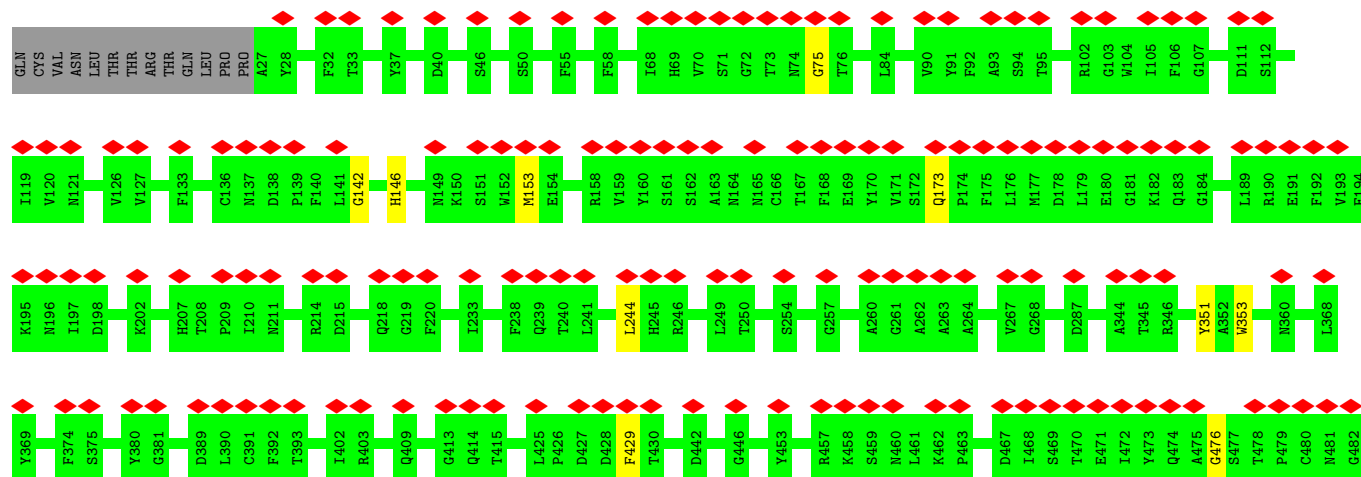 GLN CYS VAL ASN LEU THR THR ARG THR GLN LEU PRO PRO A27 Y28 F32 T33 Y37 D40 S46 S50 F55 F58 I68 H69 V70 S71 G72 T73 N74 G75 T76 L84 V90 Y91 F92 A93 S94 T95 R102 G103 W104 I105 F106 G107 D111 S112
I119 V120 N121 V126 V127 F133 C136 N137 D138 P139 F140 L141 G142 H146 N149 K150 S151 W152 M153 E154 R158 V159 Y160 S161 S162 A163 N164 N165 C166 T167 F168 E169 Y170 V171 S172 Q173 P174 F175 L176 M177 D178 L179 E180 G181 K182 Q183 G184 L189 R190 E191 F192 V193 F194
K195 N196 I197 D198 K202 H207 T208 P209 I210 N211 R214 D215 Q218 G219 F220 I233 F238 Q239 T240 L241 L244 H245 R246 L249 T250 S254 G257 A260 G261 A262 A263 A264 V267 G268 D287 A344 T345 R346 Y351 A352 W353 N360 L368
Y369 F374 S375 Y380 G381 D389 L390 C391 F392 T393 I402 R403 Q409 G413 Q414 T415 L425 P426 D427 D428 F429 T430 D442 G446 Y453 R457 K458 S459 N460 L461 K462 P463 D467 I468 S469 T470 E471 I472 Y473 Q474 A475 G476 S477 T478 P479 C480 N481 G482